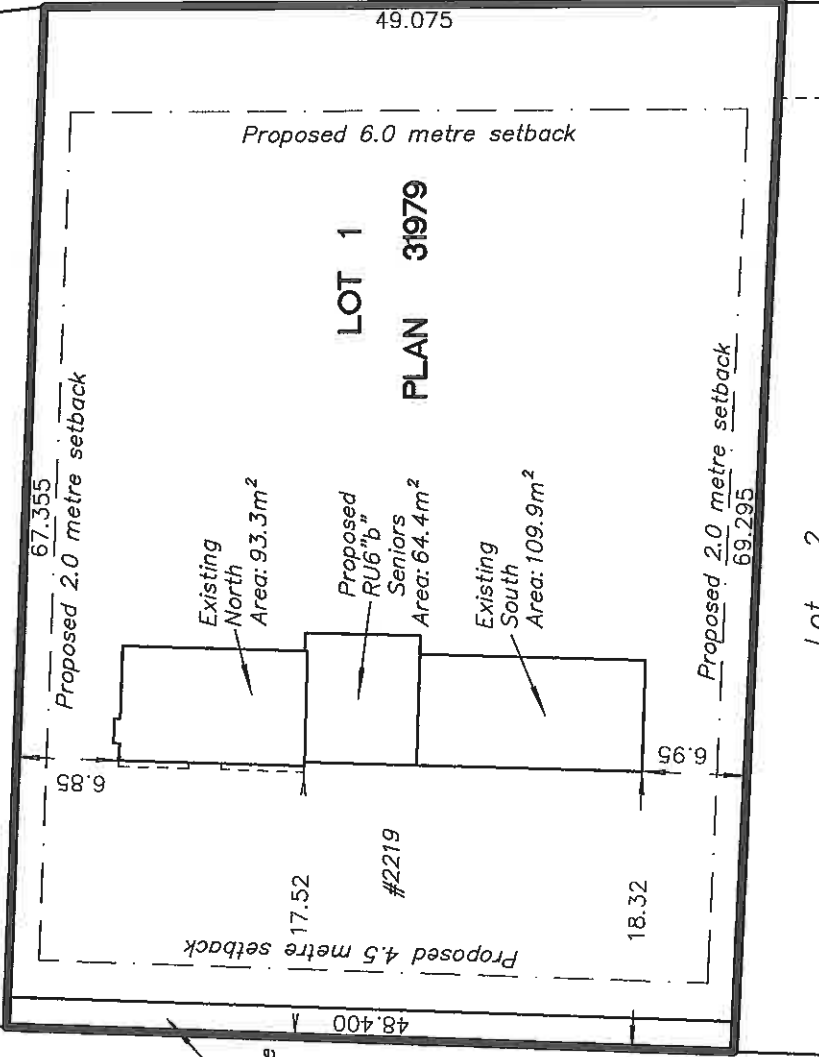 49.075
Proposed 6.0 metre setback
LOT 1
PLAN 31979
67.355
Proposed 2.0 metre setback
Existing
North
Area: 93.3m²
Proposed
RU6"b"
Seniors
Area: 64.4m²
Existing
South
Area: 109.9m²
Proposed 2.0 metre setback
69.295
Lot 2
6.85
6.95
17.52
#2219
18.32
Proposed 4.5 metre setback
48.400